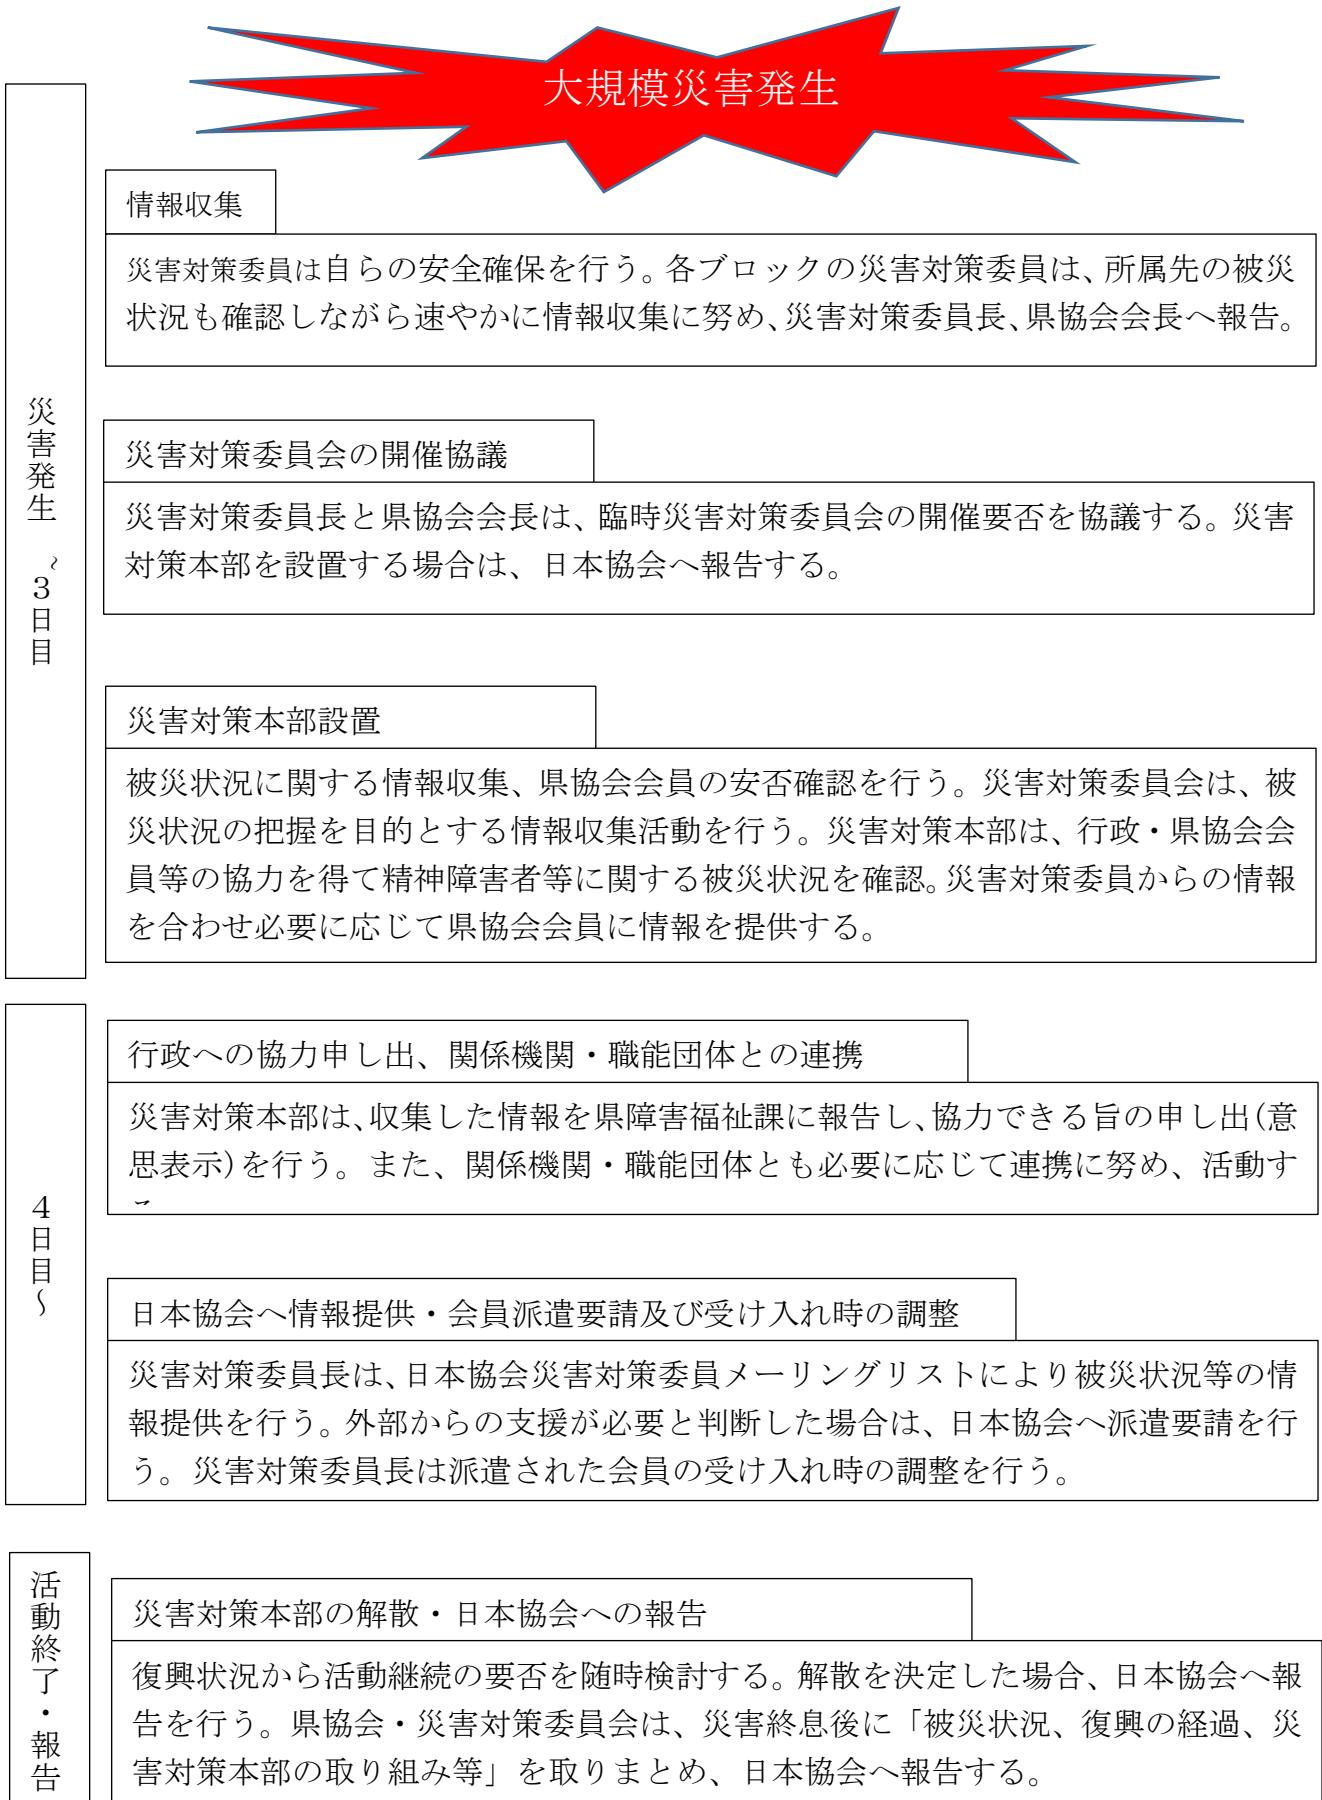 大規模災害発生
災害発生 ~3日目
情報収集
災害対策委員は自らの安全確保を行う。各ブロックの災害対策委員は、所属先の被災
状況も確認しながら速やかに情報収集に努め、災害対策委員長、県協会会長へ報告。
災害対策委員会の開催協議
災害対策委員長と県協会会長は、臨時災害対策委員会の開催要否を協議する。災害
対策本部を設置する場合は、日本協会へ報告する。
災害対策本部設置
被災状況に関する情報収集、県協会会員の安否確認を行う。災害対策委員会は、被
災状況の把握を目的とする情報収集活動を行う。災害対策本部は、行政・県協会会
員等の協力を得て精神障害者等に関する被災状況を確認。災害対策委員からの情報
を合わせ必要に応じて県協会会員に情報を提供する。
4日目～
行政への協力申し出、関係機関・職能団体との連携
災害対策本部は、収集した情報を県障害福祉課に報告し、協力できる旨の申し出(意
思表示)を行う。また、関係機関・職能団体とも必要に応じて連携に努め、活動す
日本協会へ情報提供・会員派遣要請及び受け入れ時の調整
災害対策委員長は、日本協会災害対策委員メーリングリストにより被災状況等の情
報提供を行う。外部からの支援が必要と判断した場合は、日本協会へ派遣要請を行
う。災害対策委員長は派遣された会員の受け入れ時の調整を行う。
活動終了・報告
災害対策本部の解散・日本協会への報告
復興状況から活動継続の要否を随時検討する。解散を決定した場合、日本協会へ報
告を行う。県協会・災害対策委員会は、災害終息後に「被災状況、復興の経過、災
害対策本部の取り組み等」を取りまとめ、日本協会へ報告する。